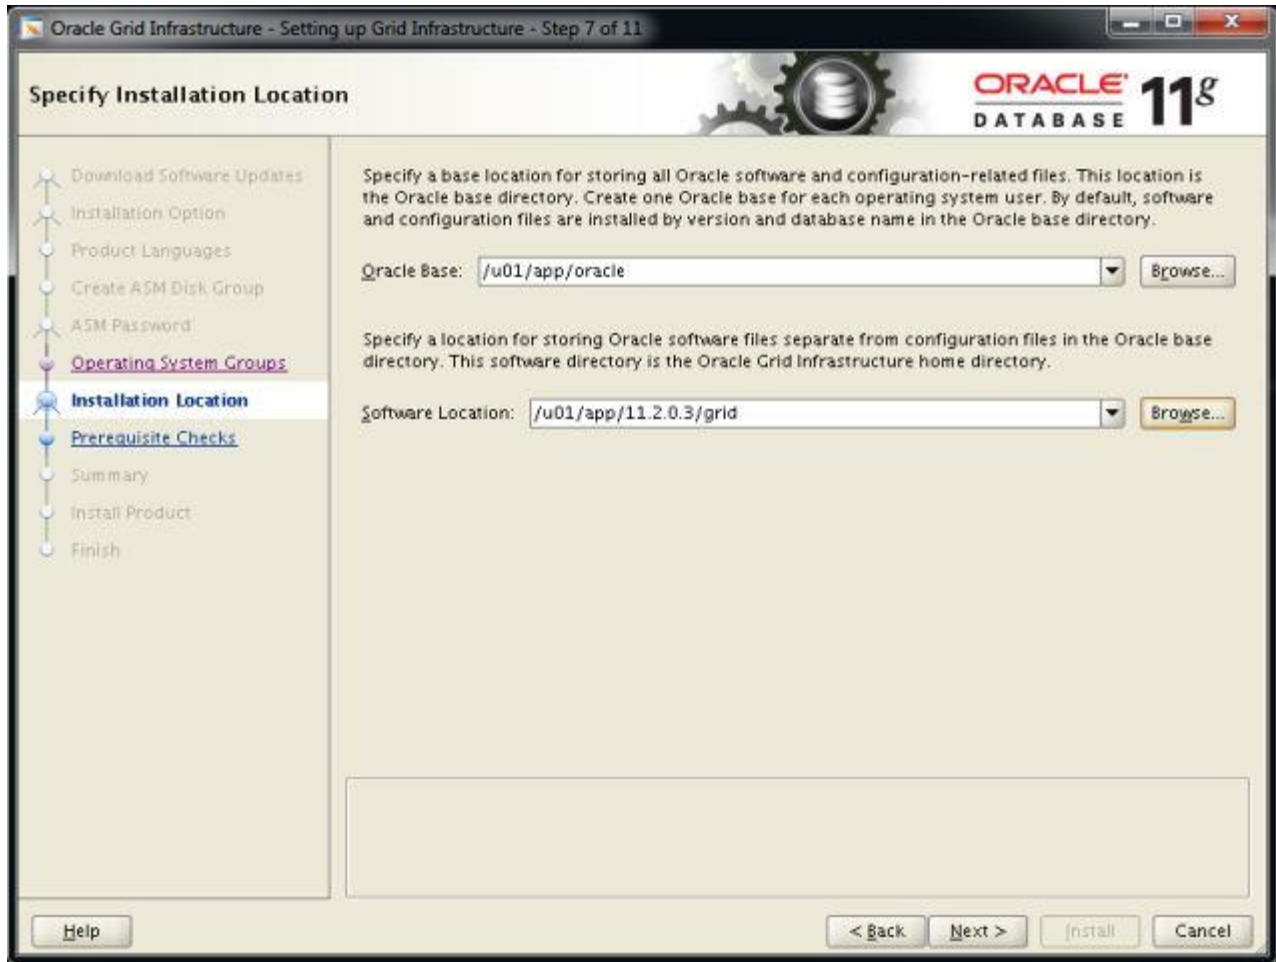 Oracle Grid Infrastructure - Setting up Grid Infrastructure - Step 7 of 11
Specify Installation Location
ORACLE
DATABASE
11g
Download Software Updates
Installation Option
Product Languages
Create ASM Disk Group
ASM Password
Operating System Groups
Installation Location
Prerequisite Checks
Summary
Install Product
Finish
Specify a base location for storing all Oracle software and configuration-related files. This location is
the Oracle base directory. Create one Oracle base for each operating system user. By default, software
and configuration files are installed by version and database name in the Oracle base directory.
Oracle Base: /u01/app/oracle Browse...
Specify a location for storing Oracle software files separate from configuration files in the Oracle base
directory. This software directory is the Oracle Grid Infrastructure home directory.
Software Location: /u01/app/11.2.0.3/grid Browse...
Help < Back Next > Install Cancel